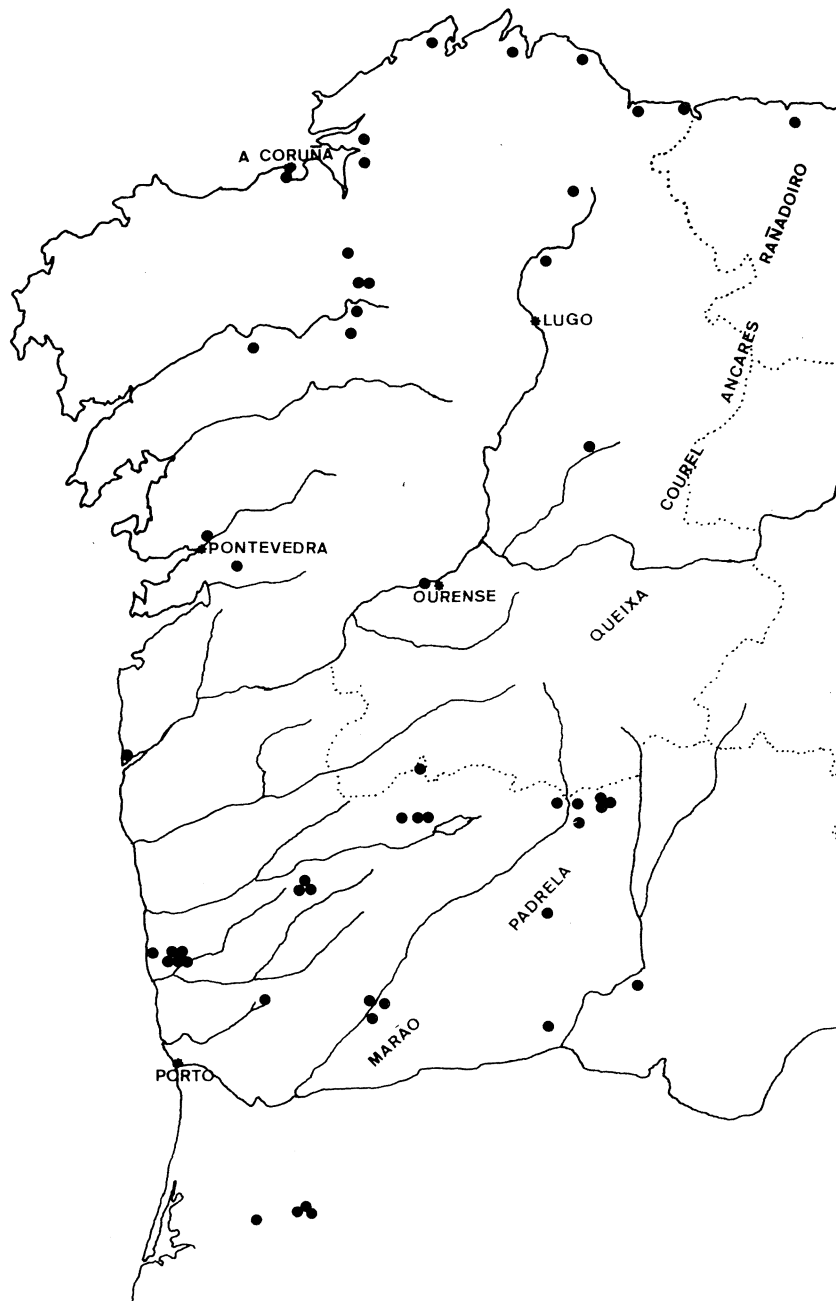 A CORUÑA
RAÑADOIRO
LUGO
ANCARES
COUREL
PONTEVEDRA
OURENSE
QUEIXA
PADRELA
MARÃO
PORTO